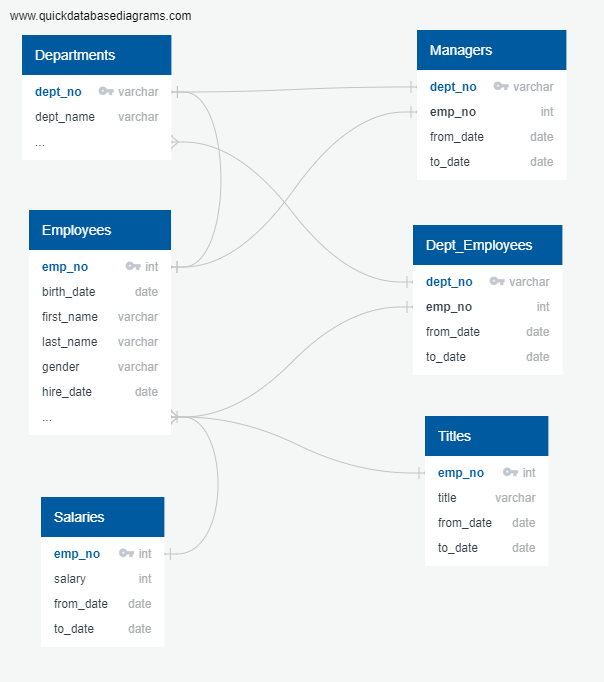 www.quickdatabasediagrams.com
Departments
dept_no varchar
dept_name varchar
...
Managers
dept_no varchar
emp_no int
from_date date
to_date date
Employees
emp_no int
birth_date date
first_name varchar
last_name varchar
gender varchar
hire_date date
...
Dept_Employees
dept_no varchar
emp_no int
from_date date
to_date date
Titles
emp_no int
title varchar
from_date date
to_date date
Salaries
emp_no int
salary int
from_date date
to_date date